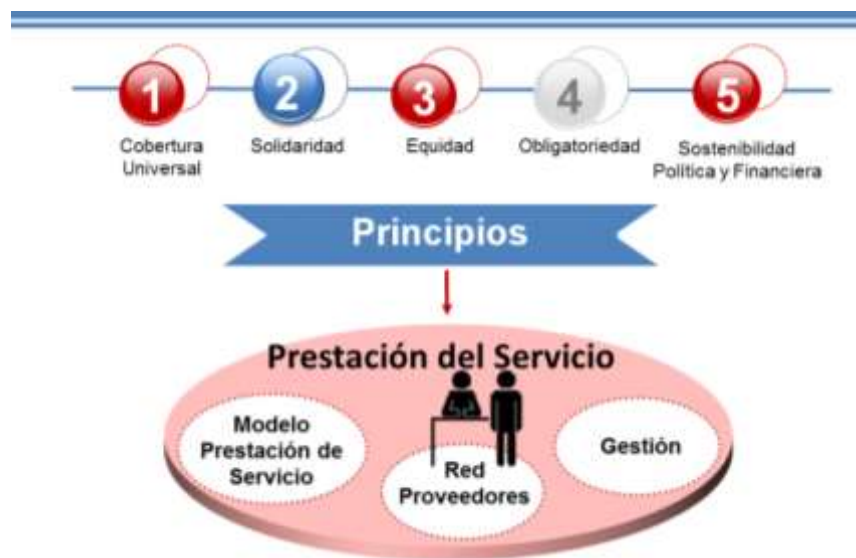 1
2
3
4
5
Cobertura
Universal
Solidaridad
Equidad
Obligatoriedad
Sostenibilidad
Política y Financiera
Principios
Prestación del Servicio
Modelo
Prestación de
Servicio
Red
Proveedores
Gestión